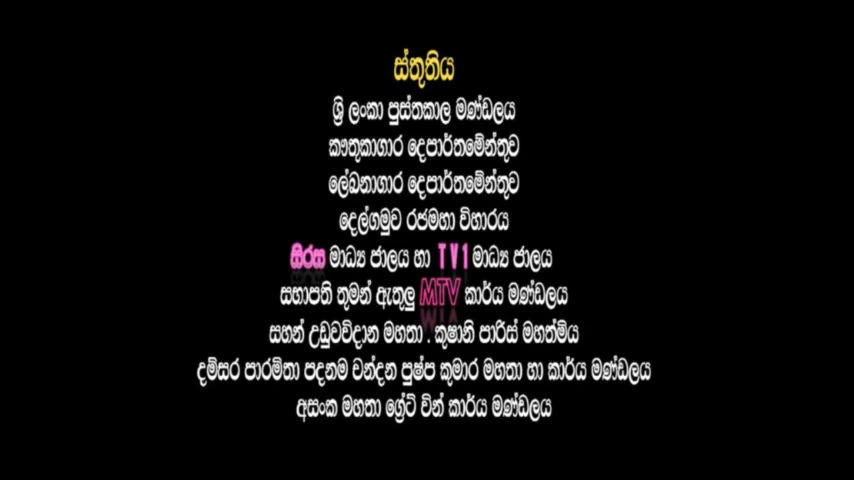 ස්තූතිය
ශ්‍රී ලංකා පුස්තකාල මණ්ඩලය
කෞතුකාගාර දෙපාර්තමේන්තුව
ලේඛනාගාර දෙපාර්තමේන්තුව
දෙල්ගමුව රජමහා විහාරය
සිරස මාධ්‍ය ජාලය හා TV1 මාධ්‍ය ජාලය
සභාපති තුමන් ඇතුලු MTV කාර්ය මණ්ඩලය
සහන් උඩුවවිදාන මහතා . කුෂානි පාරිස් මහත්මිය
දම්සර පාරමිතා පදනම චන්දන පුෂ්ප කුමාර මහතා හා කාර්ය මණ්ඩලය
අසංක මහතා ග්‍රේට් වින් කාර්ය මණ්ඩලය